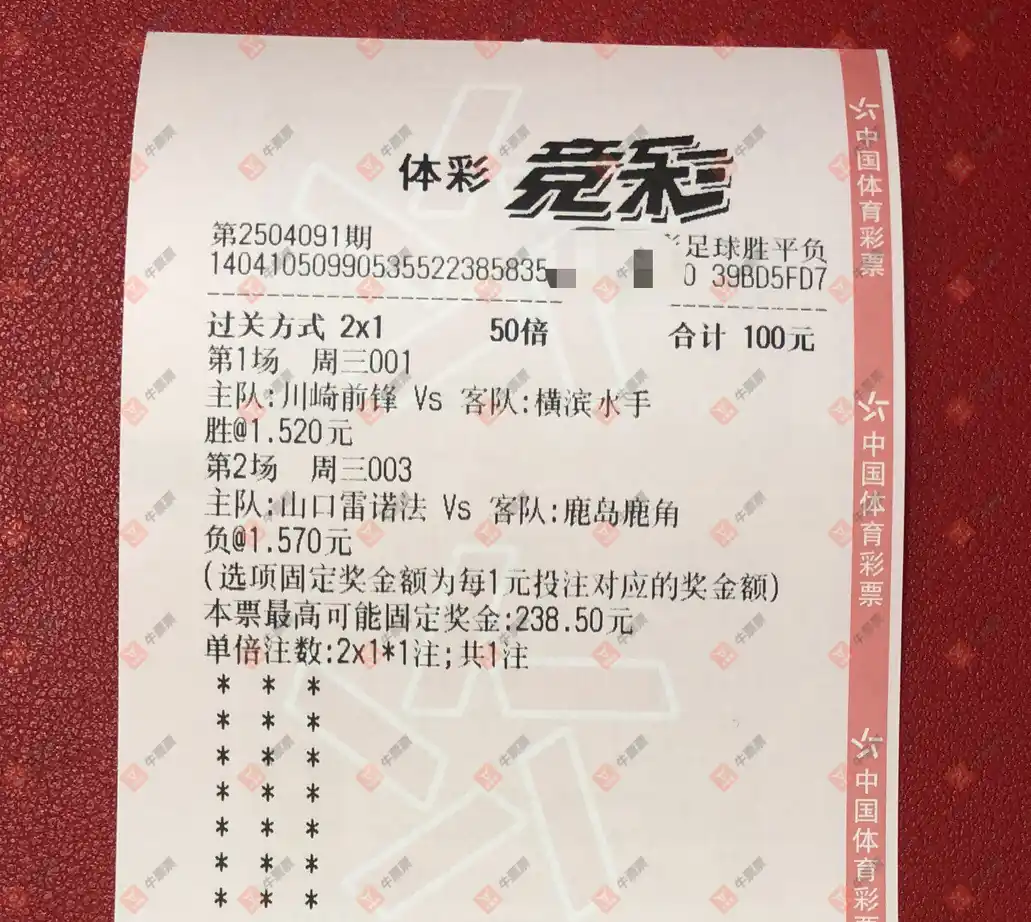 体彩 竞彩
第2504091期 足球胜平负
14041050990535522385835 0 39BD5FD7
过关方式 2x1 50倍 合计 100元
第1场 周三001
主队:川崎前锋 Vs 客队:横滨水手
胜@1.520元
第2场 周三003
主队:山口雷诺法 Vs 客队:鹿岛鹿角
负@1.570元
(选项固定奖金额为每1元投注对应的奖金额)
本票最高可能固定奖金:238.50元
单倍注数:2x1*1注;共1注
* * *
* * *
* * *
* * *
* * *
* * *
* * *
中国体育彩票
中国体育彩票
中国体育彩票
牛票票